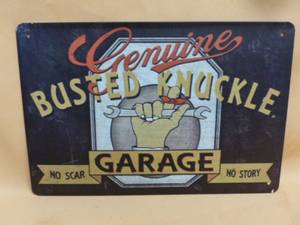 Genuine
BUSTED KNUCKLE
GARAGE
NO SCAR NO STORY